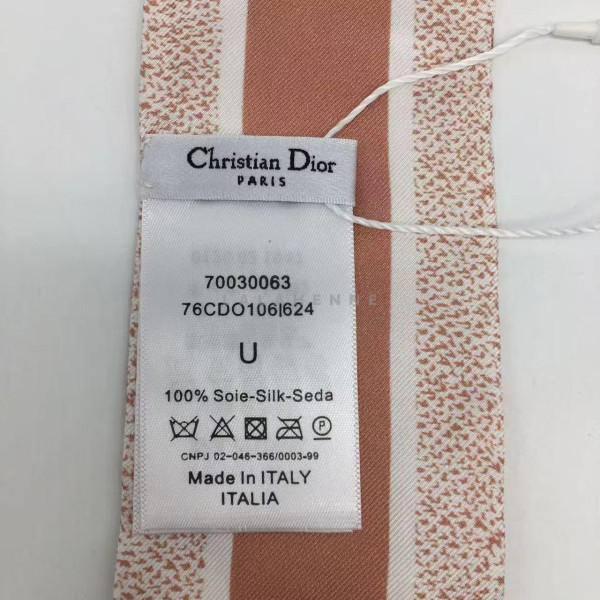 Christian Dior
PARIS
70030063
76CDO106|624
U
100% Soie-Silk-Seda
P
CNPJ 02-046-366/0003-99
Made In ITALY
ITALIA